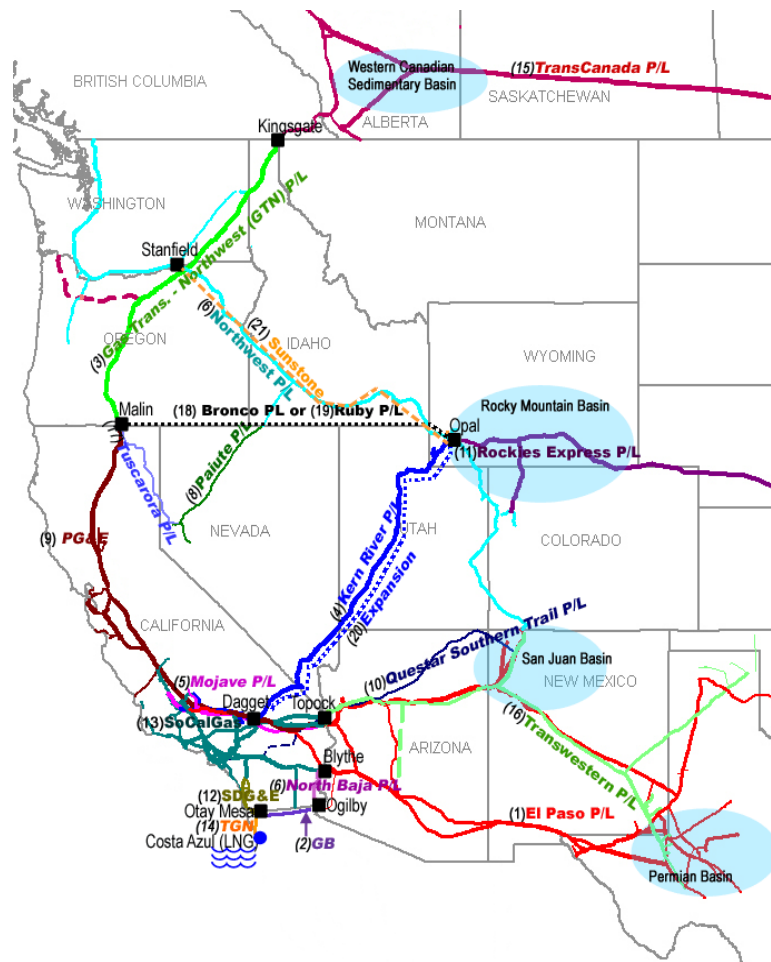 BRITISH COLUMBIA
Western Canadian
Sedimentary Basin
(15)TransCanada P/L
SASKATCHEWAN
ALBERTA
Kingsgate
WASHINGTON
MONTANA
Stanfield
(3)Gas Trans. - Northwest (GTN) P/L
OREGON
(6)Northwest P/L
(21) Sunstone
IDAHO
WYOMING
Malin
(18) Bronco PL or (19)Ruby P/L
Rocky Mountain Basin
Opal
(11)Rockies Express P/L
Tuscarora P/L
(8)Paiute P/L
NEVADA
UTAH
COLORADO
(9) PG&E
(4)Kern River P/L
(20)Expansion
CALIFORNIA
(10)Questar Southern Trail P/L
San Juan Basin
NEW MEXICO
(5)Mojave P/L
Dagget
Topock
(13)SoCalGas
(16)Transwestern P/L
ARIZONA
Blythe
(6)North Baja P/L
(12)SDG&E
Otay Mesa
Ogilby
(1)El Paso P/L
(14)TGN
Costa Azul (LNG)
(2)GB
Permian Basin